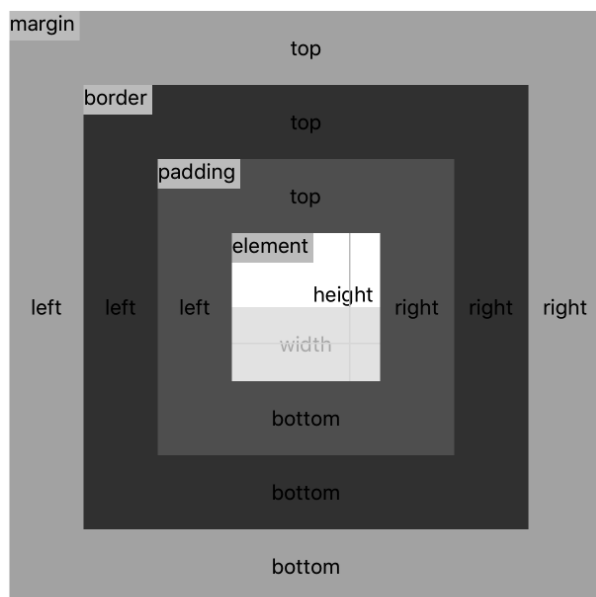 margin
top
border
top
padding
top
element
height
left left left right right right
width
bottom
bottom
bottom